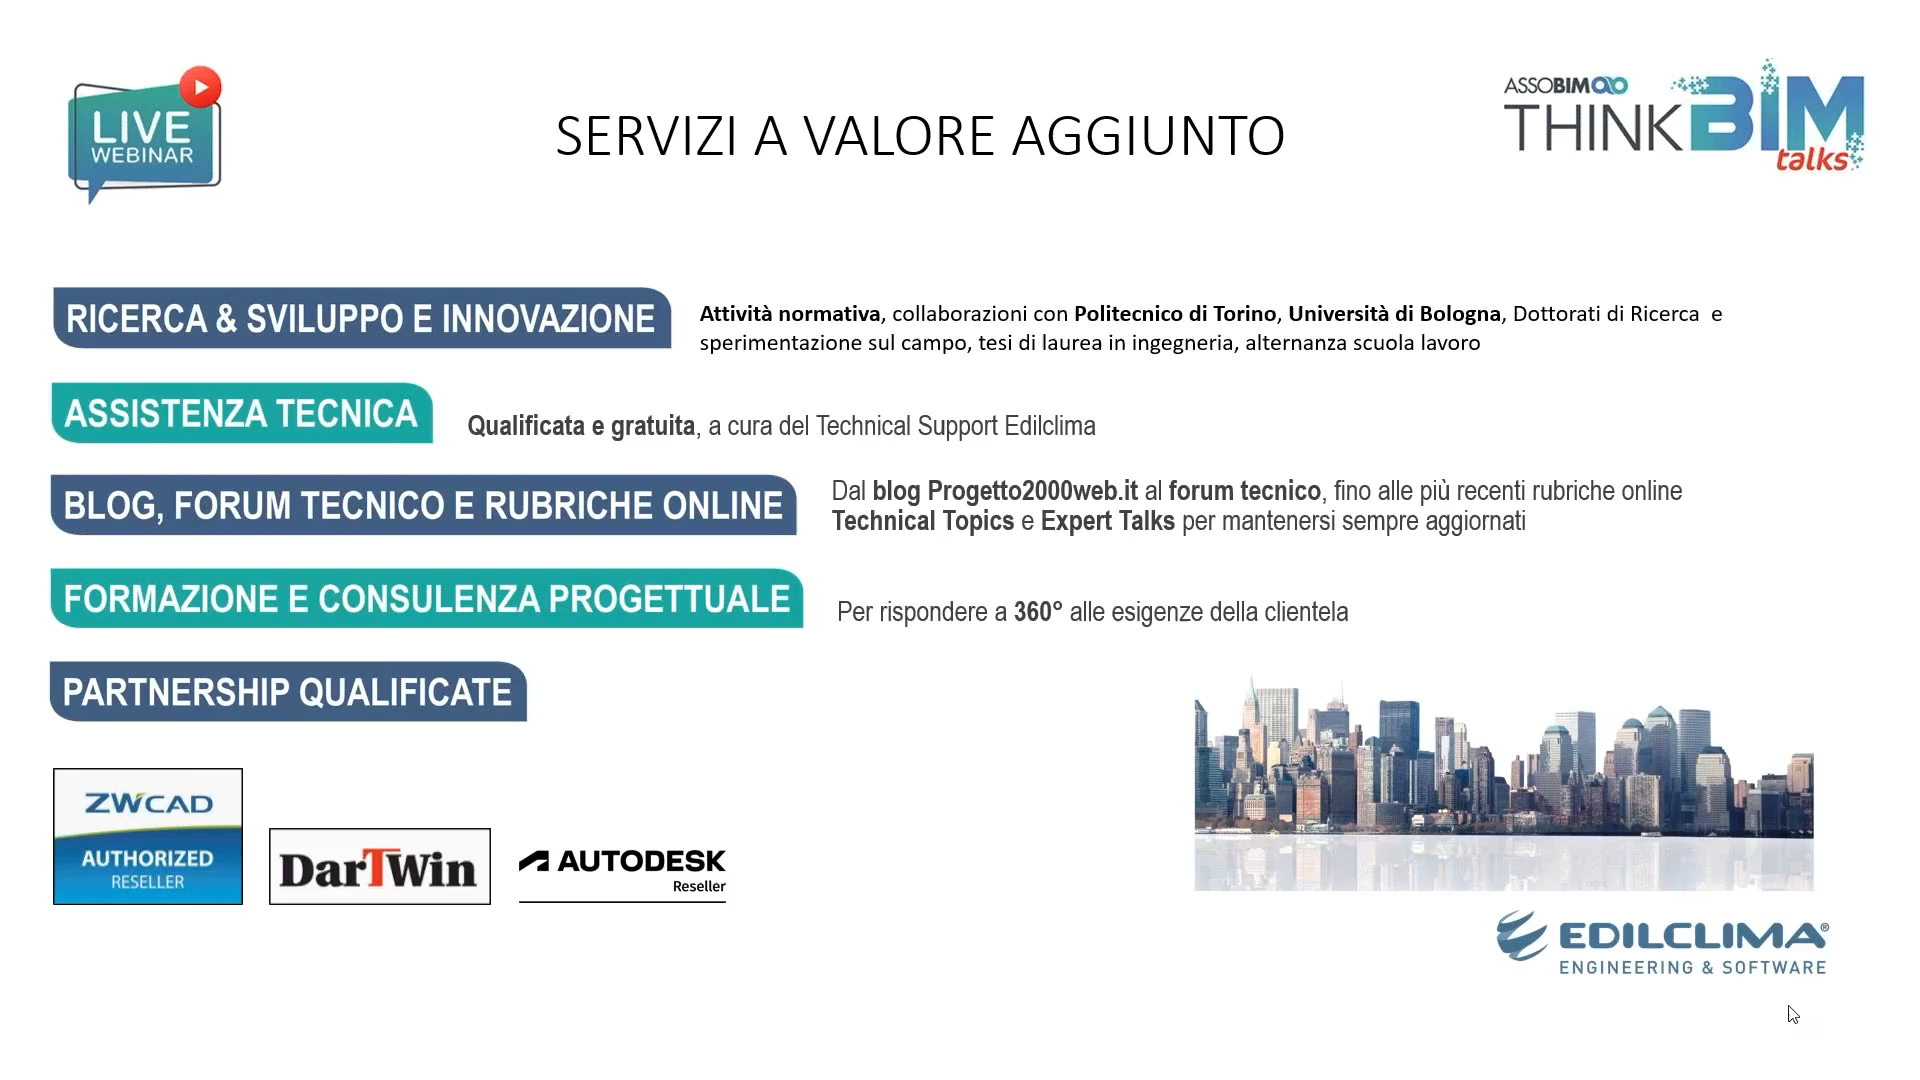 LIVE
WEBINAR
SERVIZI A VALORE AGGIUNTO
ASSOBIM
THINKBIM
talks
RICERCA & SVILUPPO E INNOVAZIONE
Attività normativa, collaborazioni con Politecnico di Torino, Università di Bologna, Dottorati di Ricerca e
sperimentazione sul campo, tesi di laurea in ingegneria, alternanza scuola lavoro
ASSISTENZA TECNICA
Qualificata e gratuita, a cura del Technical Support Edilclima
BLOG, FORUM TECNICO E RUBRICHE ONLINE
Dal blog Progetto2000web.it al forum tecnico, fino alle più recenti rubriche online
Technical Topics e Expert Talks per mantenersi sempre aggiornati
FORMAZIONE E CONSULENZA PROGETTUALE
Per rispondere a 360° alle esigenze della clientela
PARTNERSHIP QUALIFICATE
ZWCAD
AUTHORIZED
RESELLER
DarTWin
AUTODESK
Reseller
EDILCLIMA®
ENGINEERING & SOFTWARE